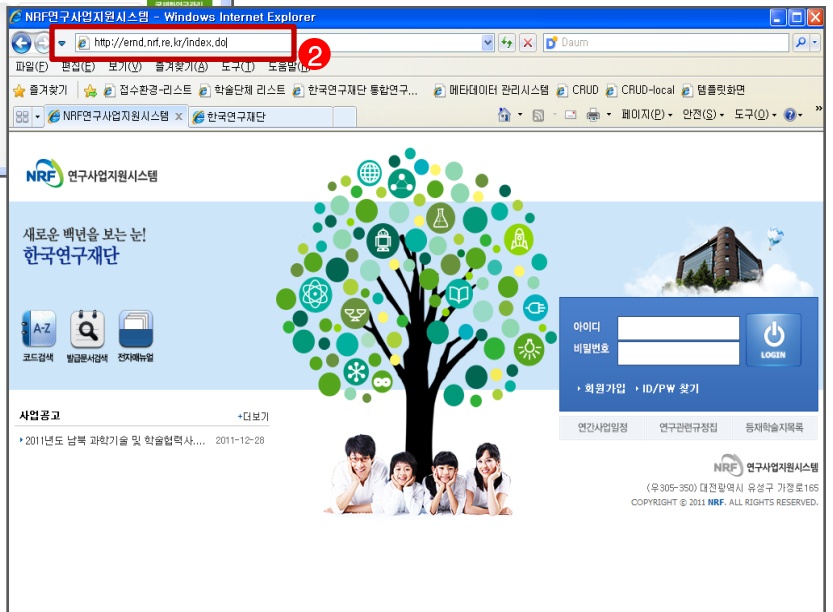 NRF연구사업지원시스템 - Windows Internet Explorer
http://ernd.nrf.re.kr/index.do
2
Daum
파일(F) 편집(E) 보기(V) 즐겨찾기(A) 도구(T) 도움말(H)
즐겨찾기 접수환경-리스트 학술단체 리스트 한국연구재단 통합연구... 메타데이터 관리시스템 CRUD CRUD-local 템플릿화면
NRF연구사업지원시스템 x 한국연구재단 페이지(P) 안전(S) 도구(O) »
NRF 연구사업지원시스템
새로운 백년을 보는 눈!
한국연구재단
A-Z
코드검색 발급문서검색 전자매뉴얼
아이디
비밀번호
LOGIN
회원가입 ID/PW 찾기
사업공고 +더보기
2011년도 남북 과학기술 및 학술협력사.... 2011-12-28
연간사업일정 연구관련규정집 등재학술지목록
NRF 연구사업지원시스템
(우305-350) 대전광역시 유성구 가정로165
COPYRIGHT © 2011 NRF. ALL RIGHTS RESERVED.